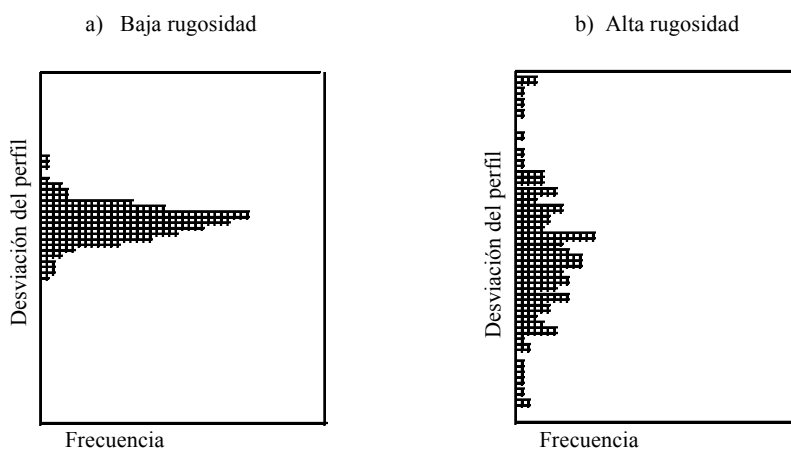 a) Baja rugosidad
b) Alta rugosidad
Desviación del perfil
Desviación del perfil
Frecuencia
Frecuencia